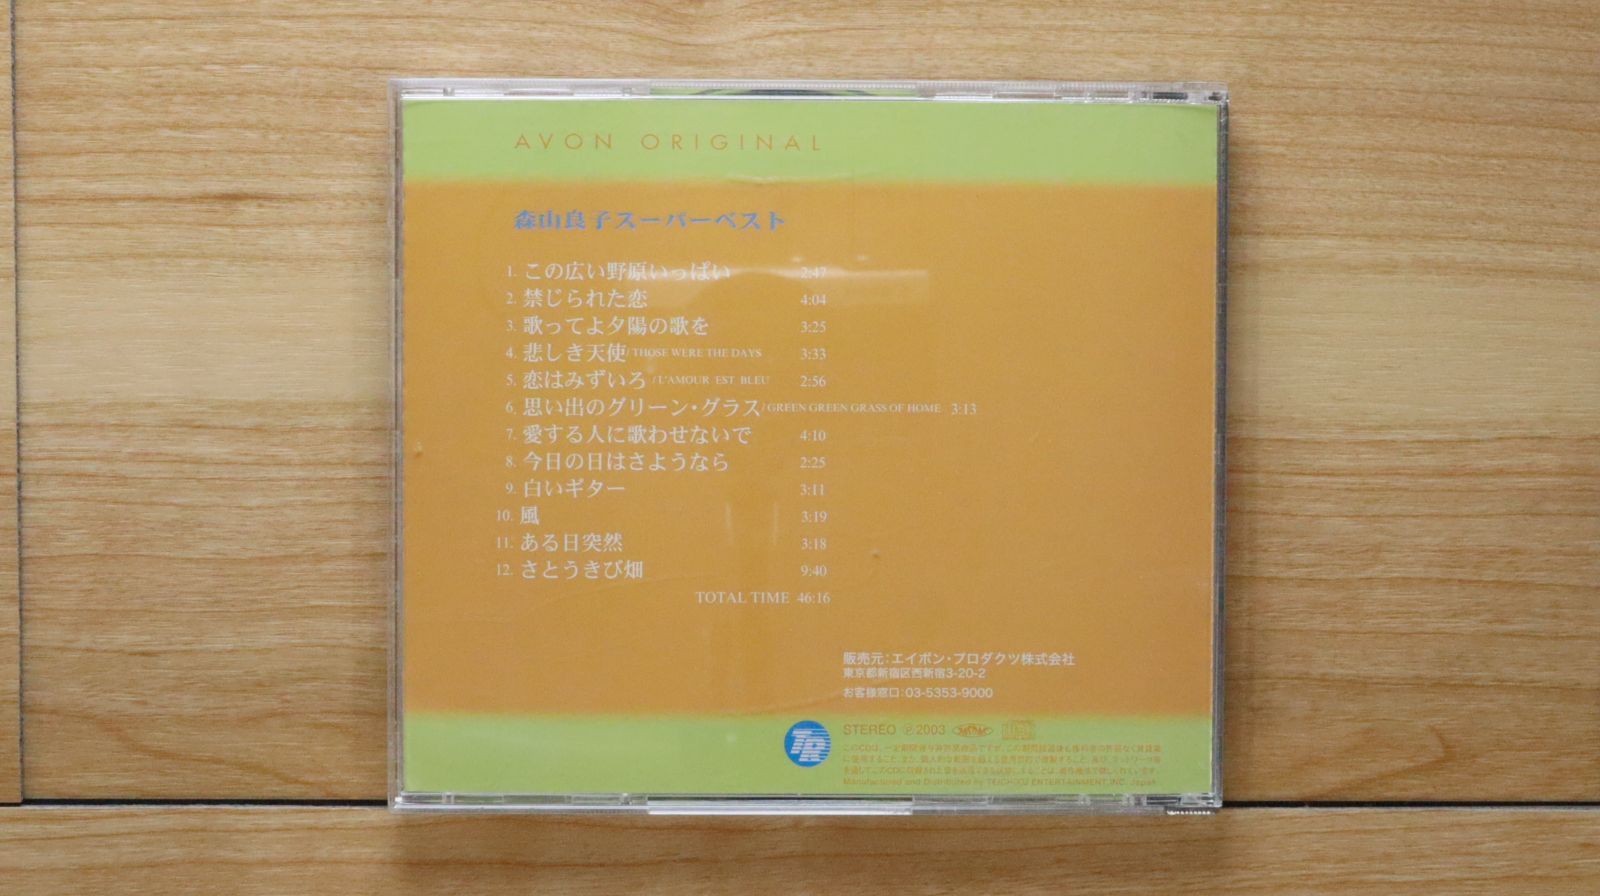 AVON ORIGINAL
森山良子スーパーベスト
1. この広い野原いっぱい 2:47
2. 禁じられた恋 4:04
3. 歌ってよ夕陽の歌を 3:25
4. 悲しき天使/THOSE WERE THE DAYS 3:33
5. 恋はみずいろ/L'AMOUR EST BLEU 2:56
6. 思い出のグリーン・グラス/GREEN GREEN GRASS OF HOME 3:13
7. 愛する人に歌わせないで 4:10
8. 今日の日はさようなら 2:25
9. 白いギター 3:11
10. 風 3:19
11. ある日突然 3:18
12. さとうきび畑 9:40
TOTAL TIME 46:16
販売元：エイボン・プロダクツ株式会社
東京都新宿区西新宿3-20-2
お客様窓口：03-5353-9000
STEREO ℗2003
Manufactured and Distributed by TEICHIKU ENTERTAINMENT, INC. Japan